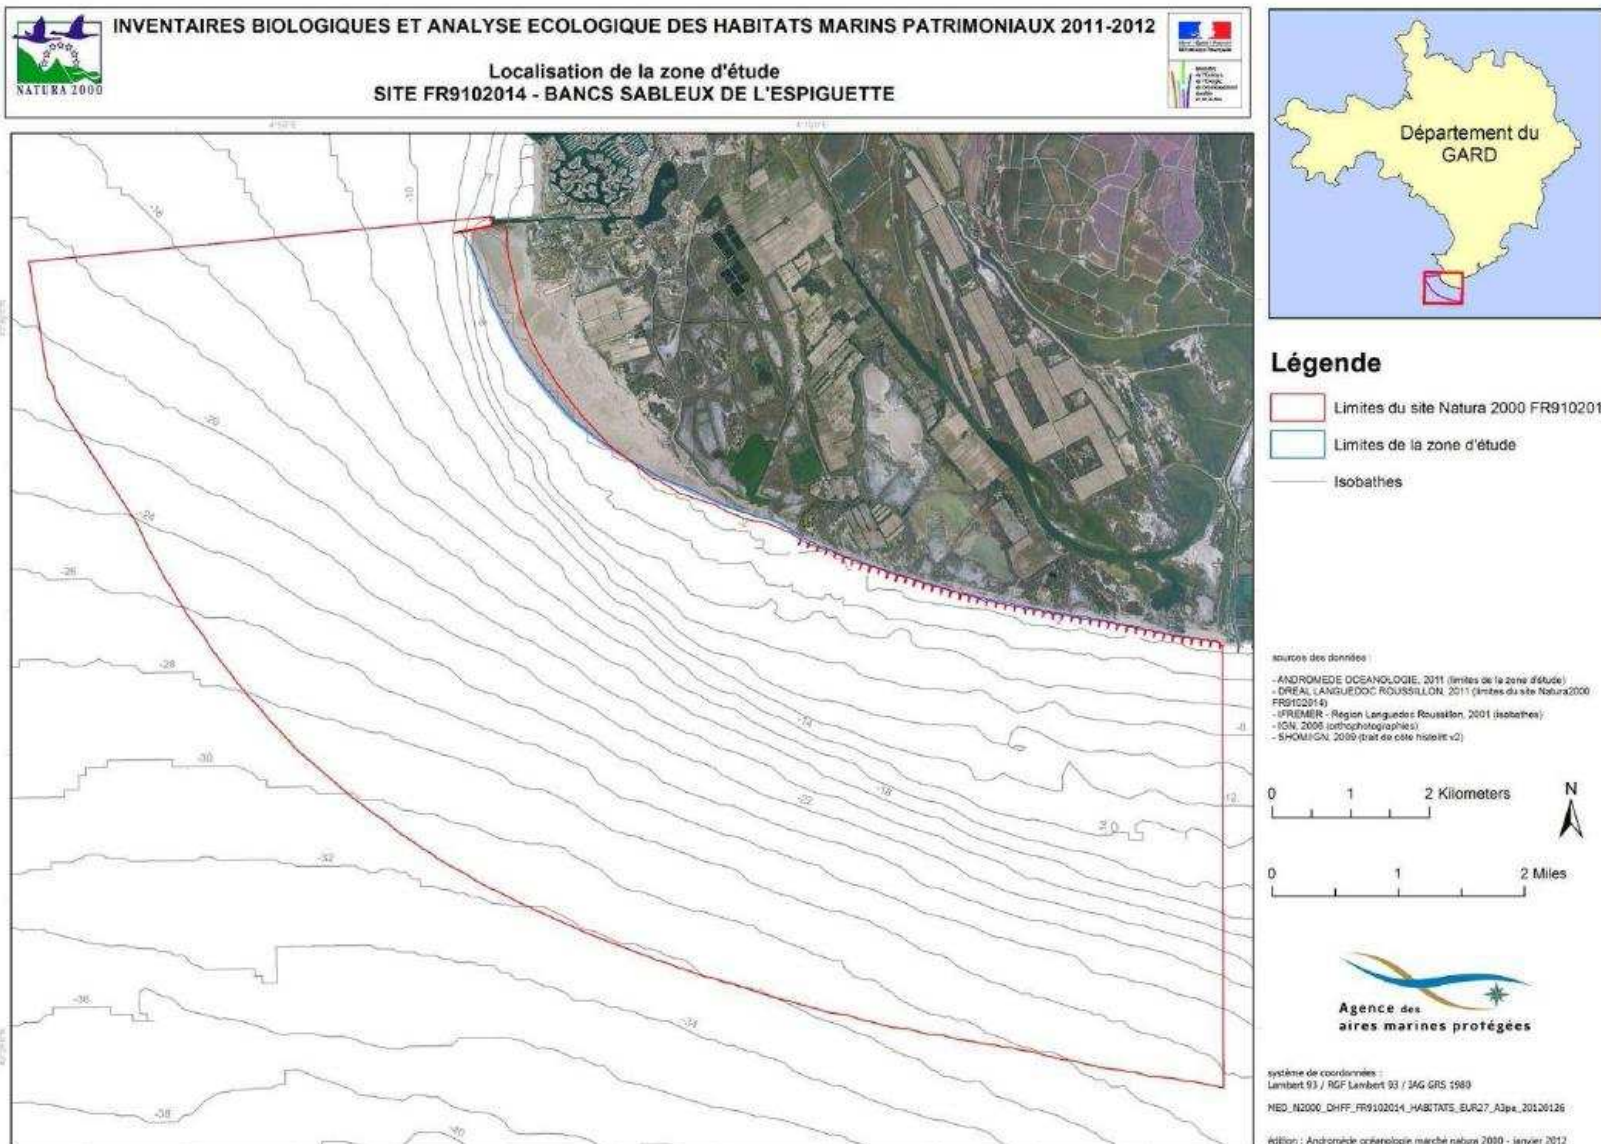 INVENTAIRES BIOLOGIQUES ET ANALYSE ECOLOGIQUE DES HABITATS MARINS PATRIMONIAUX 2011-2012
Localisation de la zone d'étude
SITE FR9102014 - BANCS SABLEUX DE L'ESPIGUETTE
NATURA 2000
Département du
GARD
Légende
Limites du site Natura 2000 FR910201
Limites de la zone d'étude
Isobathes
sources des données :
- ANDROMEDE OCEANOLOGIE, 2011 (limites de la zone d'étude)
- DREAL LANGUEDOC ROUSSILLON, 2011 (limites du site Natura2000
FR9102014)
- IFREMER - Région Languedoc Roussillon, 2001 (isobathes)
- IGN, 2006 (orthophotographies)
- SHOM/IGN, 2009 (trait de côte histolitt v2)
0 1 2 Kilometers
N
0 1 2 Miles
Agence des
aires marines protégées
système de coordonnées :
Lambert 93 / RGF Lambert 93 / IAG GRS 1980
MED_N2000_DHFF_FR9102014_HABITATS_EUR27_A3pa_20120126
édition : Andromède océanologie marché natura 2000 - janvier 2012
-10
-16
-20
-24
-26
-28
-30
-32
-36
-38
-40
-34
-14
-18
-22
-8
-12